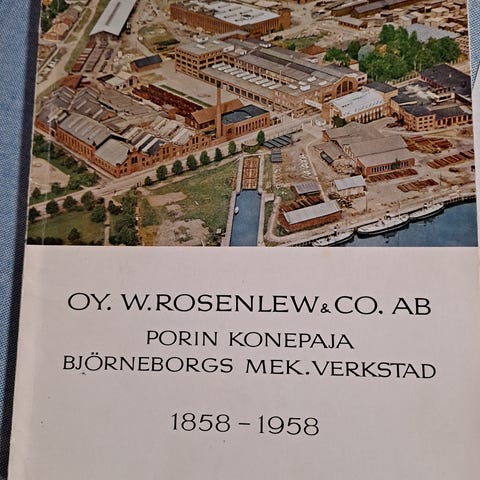 OY. W.ROSENLEW & CO. AB
PORIN KONEPAJA
BJÖRNEBORGS MEK.VERKSTAD
1858 – 1958